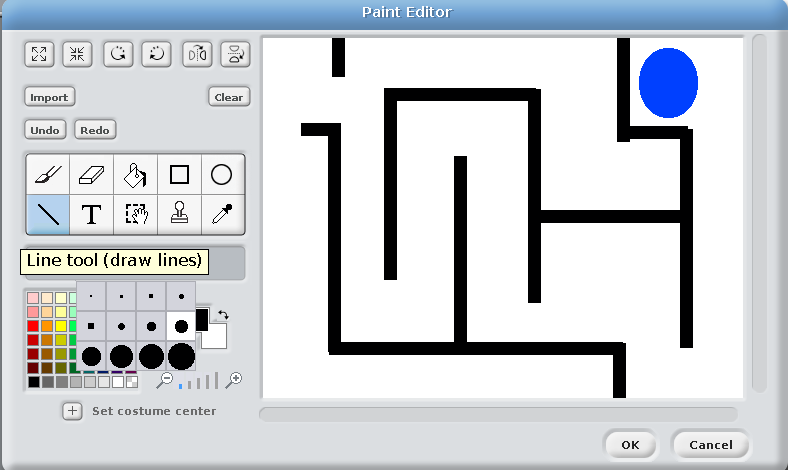 Paint Editor
Import
Clear
Undo
Redo
T
Line tool (draw lines)
Set costume center
OK
Cancel